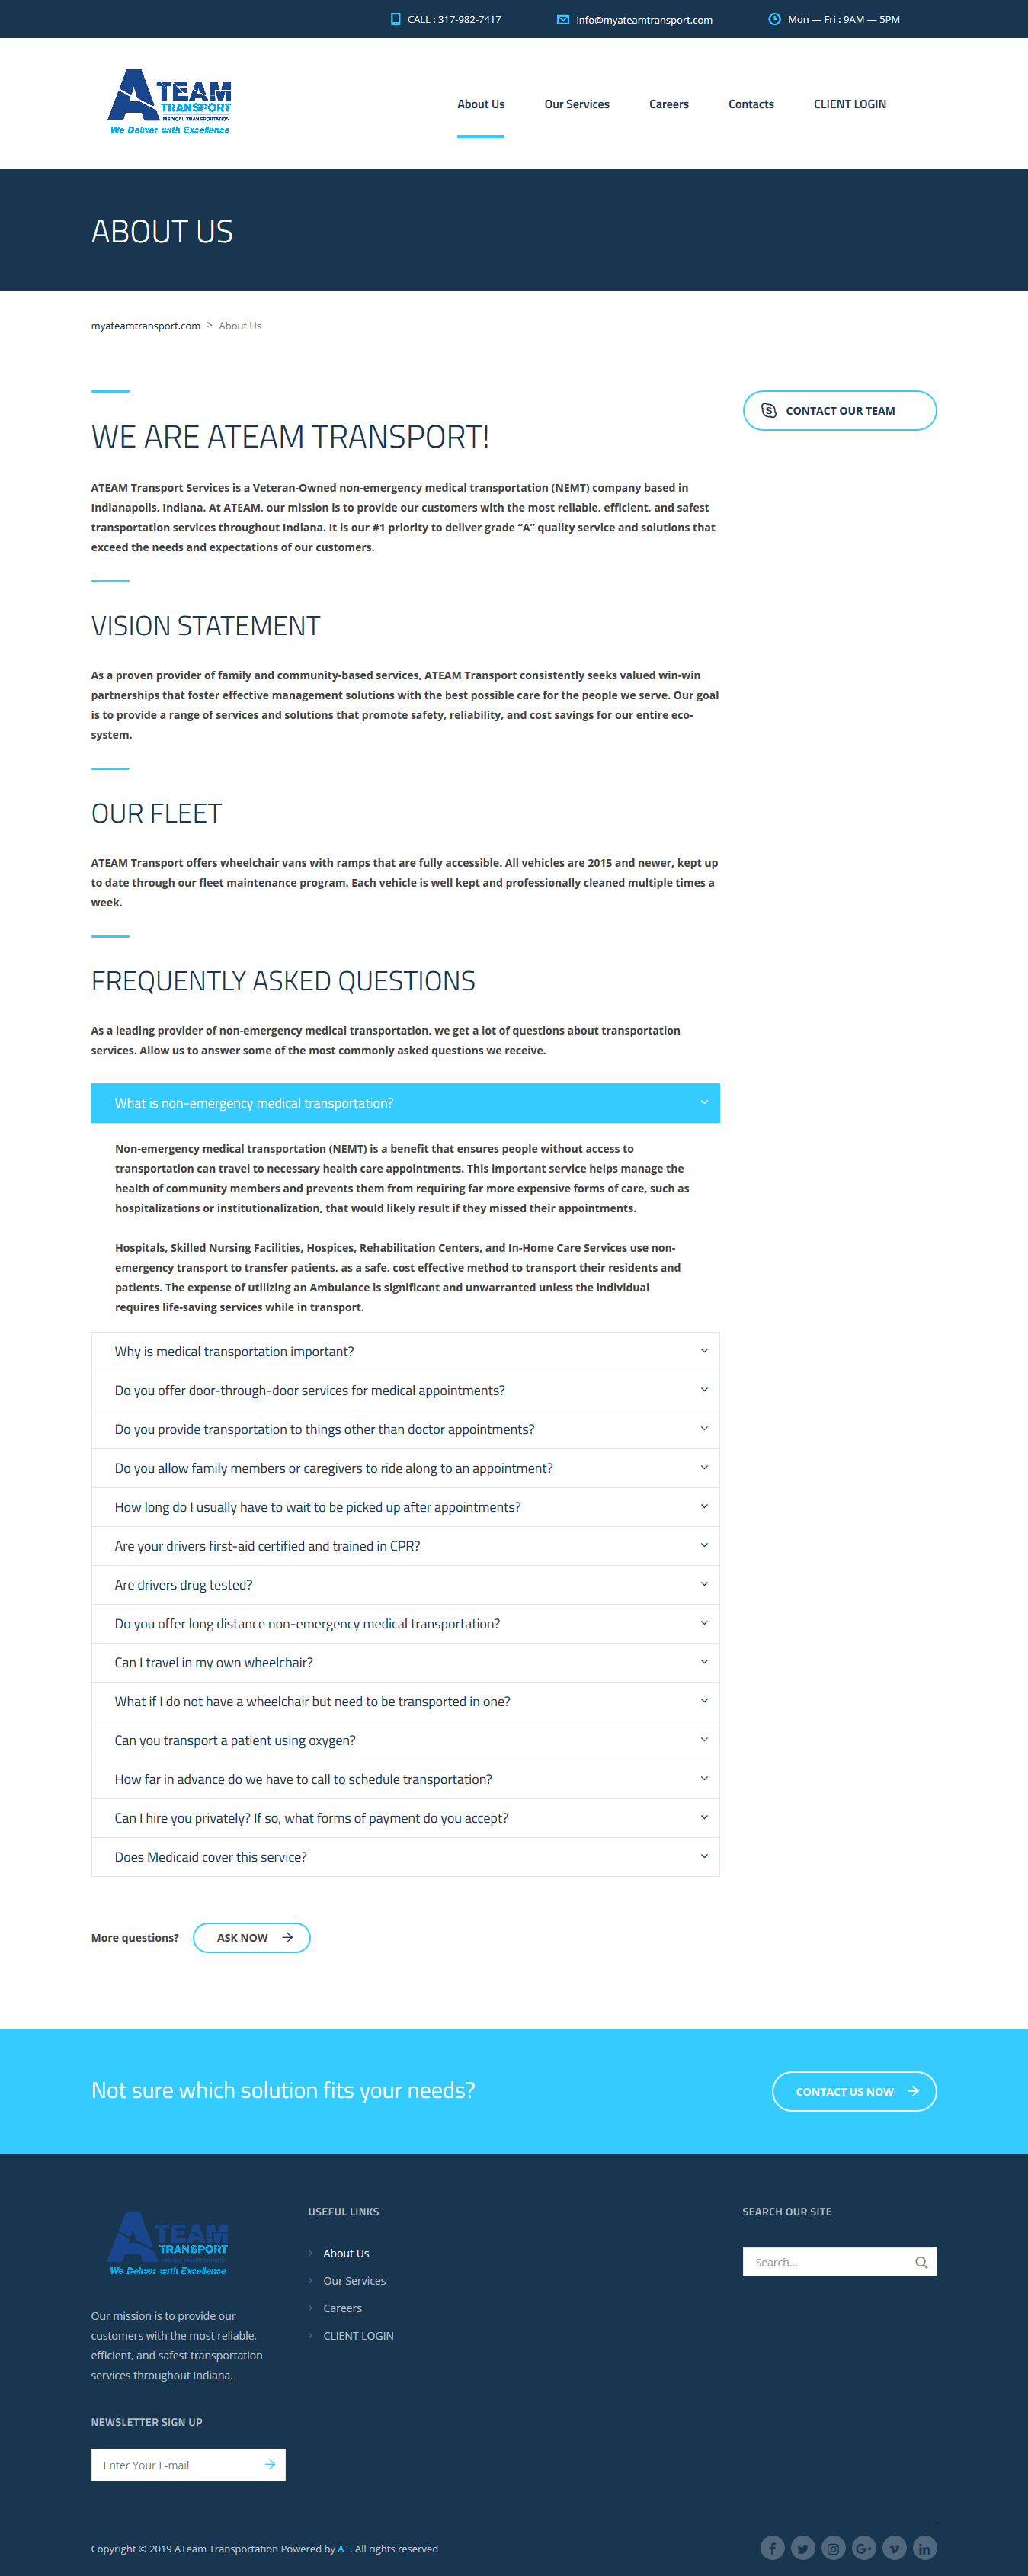 CALL : 317-982-7417
info@myateamtransport.com
Mon — Fri : 9AM — 5PM
ATEAM
TRANSPORT
MEDICAL TRANSPORTATION
We Deliver with Excellence
About Us
Our Services
Careers
Contacts
CLIENT LOGIN
ABOUT US
myateamtransport.com > About Us
CONTACT OUR TEAM
WE ARE ATEAM TRANSPORT!
ATEAM Transport Services is a Veteran-Owned non-emergency medical transportation (NEMT) company based in
Indianapolis, Indiana. At ATEAM, our mission is to provide our customers with the most reliable, efficient, and safest
transportation services throughout Indiana. It is our #1 priority to deliver grade “A” quality service and solutions that
exceed the needs and expectations of our customers.
VISION STATEMENT
As a proven provider of family and community-based services, ATEAM Transport consistently seeks valued win-win
partnerships that foster effective management solutions with the best possible care for the people we serve. Our goal
is to provide a range of services and solutions that promote safety, reliability, and cost savings for our entire eco-
system.
OUR FLEET
ATEAM Transport offers wheelchair vans with ramps that are fully accessible. All vehicles are 2015 and newer, kept up
to date through our fleet maintenance program. Each vehicle is well kept and professionally cleaned multiple times a
week.
FREQUENTLY ASKED QUESTIONS
As a leading provider of non-emergency medical transportation, we get a lot of questions about transportation
services. Allow us to answer some of the most commonly asked questions we receive.
What is non-emergency medical transportation?
Non-emergency medical transportation (NEMT) is a benefit that ensures people without access to
transportation can travel to necessary health care appointments. This important service helps manage the
health of community members and prevents them from requiring far more expensive forms of care, such as
hospitalizations or institutionalization, that would likely result if they missed their appointments.
Hospitals, Skilled Nursing Facilities, Hospices, Rehabilitation Centers, and In-Home Care Services use non-
emergency transport to transfer patients, as a safe, cost effective method to transport their residents and
patients. The expense of utilizing an Ambulance is significant and unwarranted unless the individual
requires life-saving services while in transport.
Why is medical transportation important?
Do you offer door-through-door services for medical appointments?
Do you provide transportation to things other than doctor appointments?
Do you allow family members or caregivers to ride along to an appointment?
How long do I usually have to wait to be picked up after appointments?
Are your drivers first-aid certified and trained in CPR?
Are drivers drug tested?
Do you offer long distance non-emergency medical transportation?
Can I travel in my own wheelchair?
What if I do not have a wheelchair but need to be transported in one?
Can you transport a patient using oxygen?
How far in advance do we have to call to schedule transportation?
Can I hire you privately? If so, what forms of payment do you accept?
Does Medicaid cover this service?
More questions?
ASK NOW
Not sure which solution fits your needs?
CONTACT US NOW
ATEAM
TRANSPORT
MEDICAL TRANSPORTATION
We Deliver with Excellence
Our mission is to provide our
customers with the most reliable,
efficient, and safest transportation
services throughout Indiana.
NEWSLETTER SIGN UP
Enter Your E-mail
USEFUL LINKS
About Us
Our Services
Careers
CLIENT LOGIN
SEARCH OUR SITE
Search...
Copyright © 2019 ATeam Transportation Powered by A+. All rights reserved